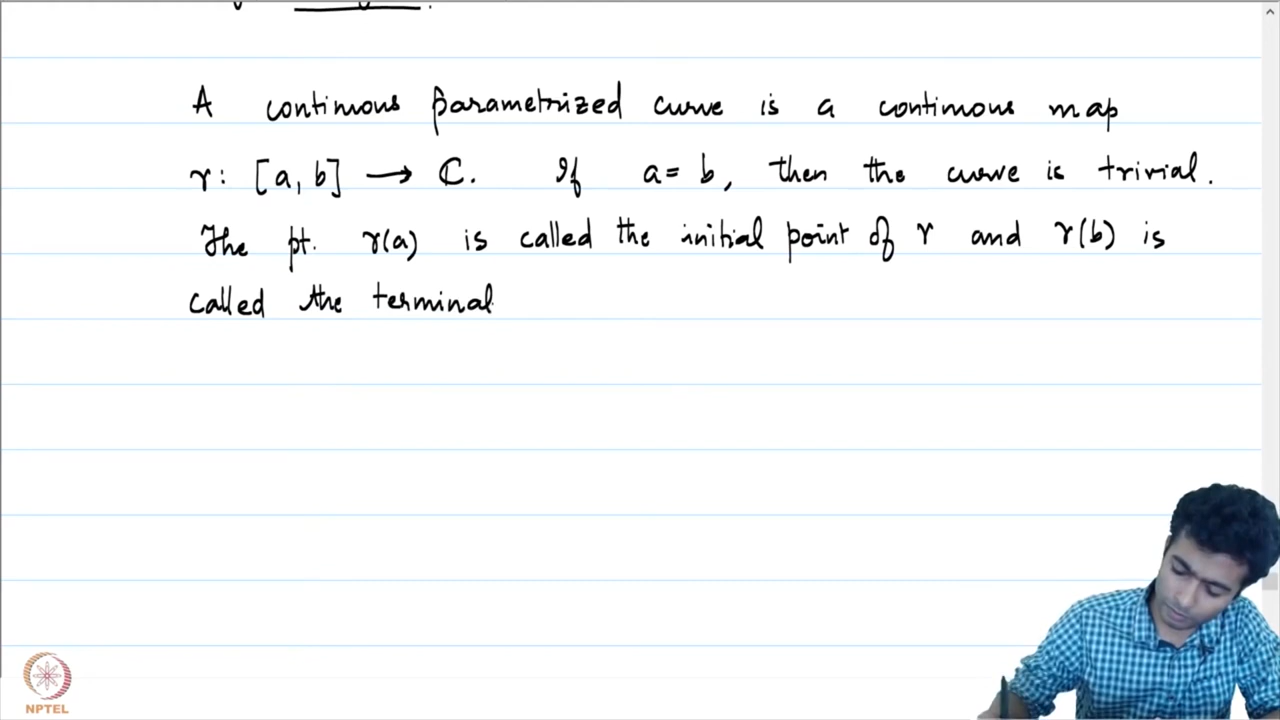 A continuous parametrized curve is a continuous map
γ: [a, b] → ℂ. If a = b, then the curve is trivial.
The pt. γ(a) is called the initial point of γ and γ(b) is
called the terminal
NPTEL